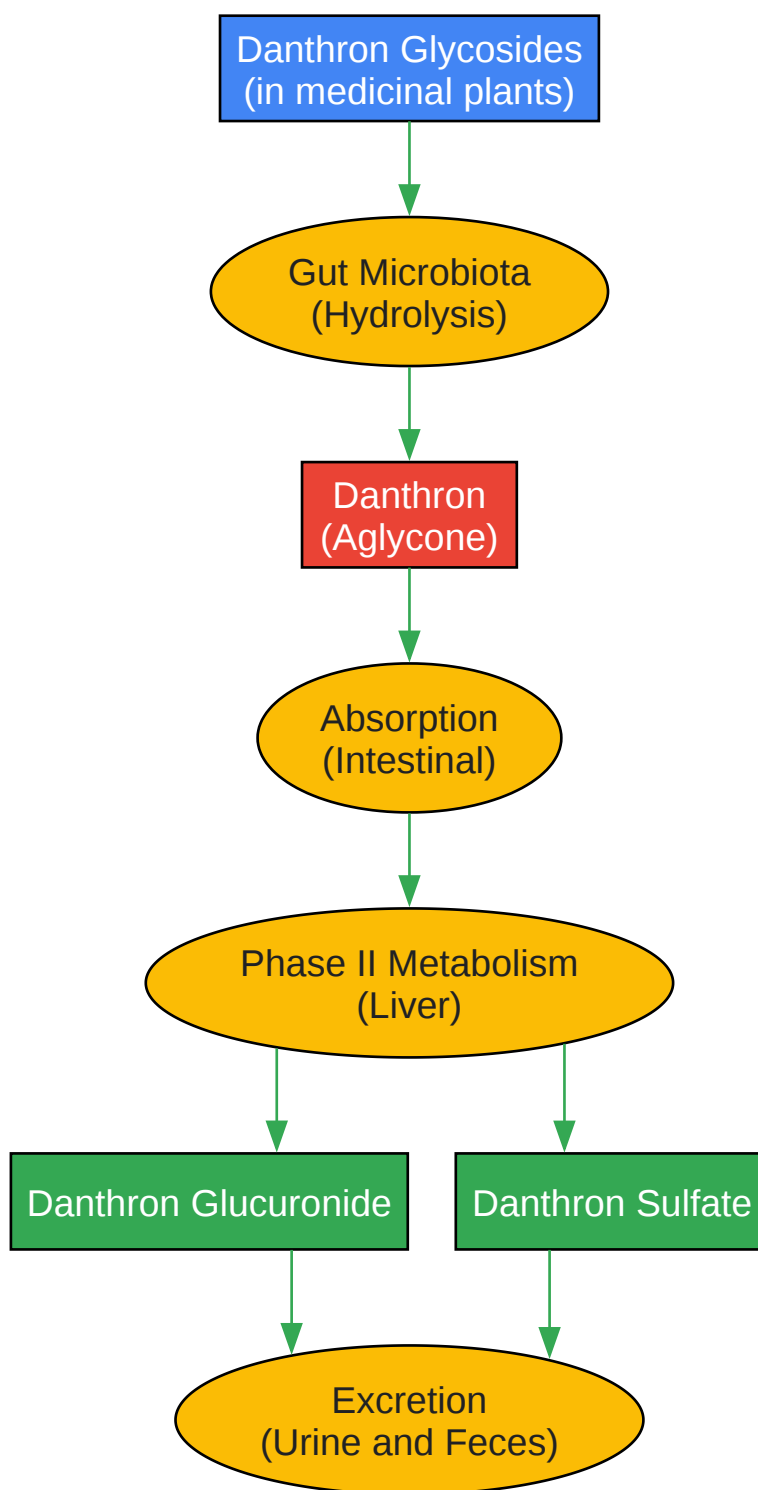 Danthron Glycosides
(in medicinal plants)
Gut Microbiota
(Hydrolysis)
Danthron
(Aglycone)
Absorption
(Intestinal)
Phase II Metabolism
(Liver)
Danthron Glucuronide
Danthron Sulfate
Excretion
(Urine and Feces)